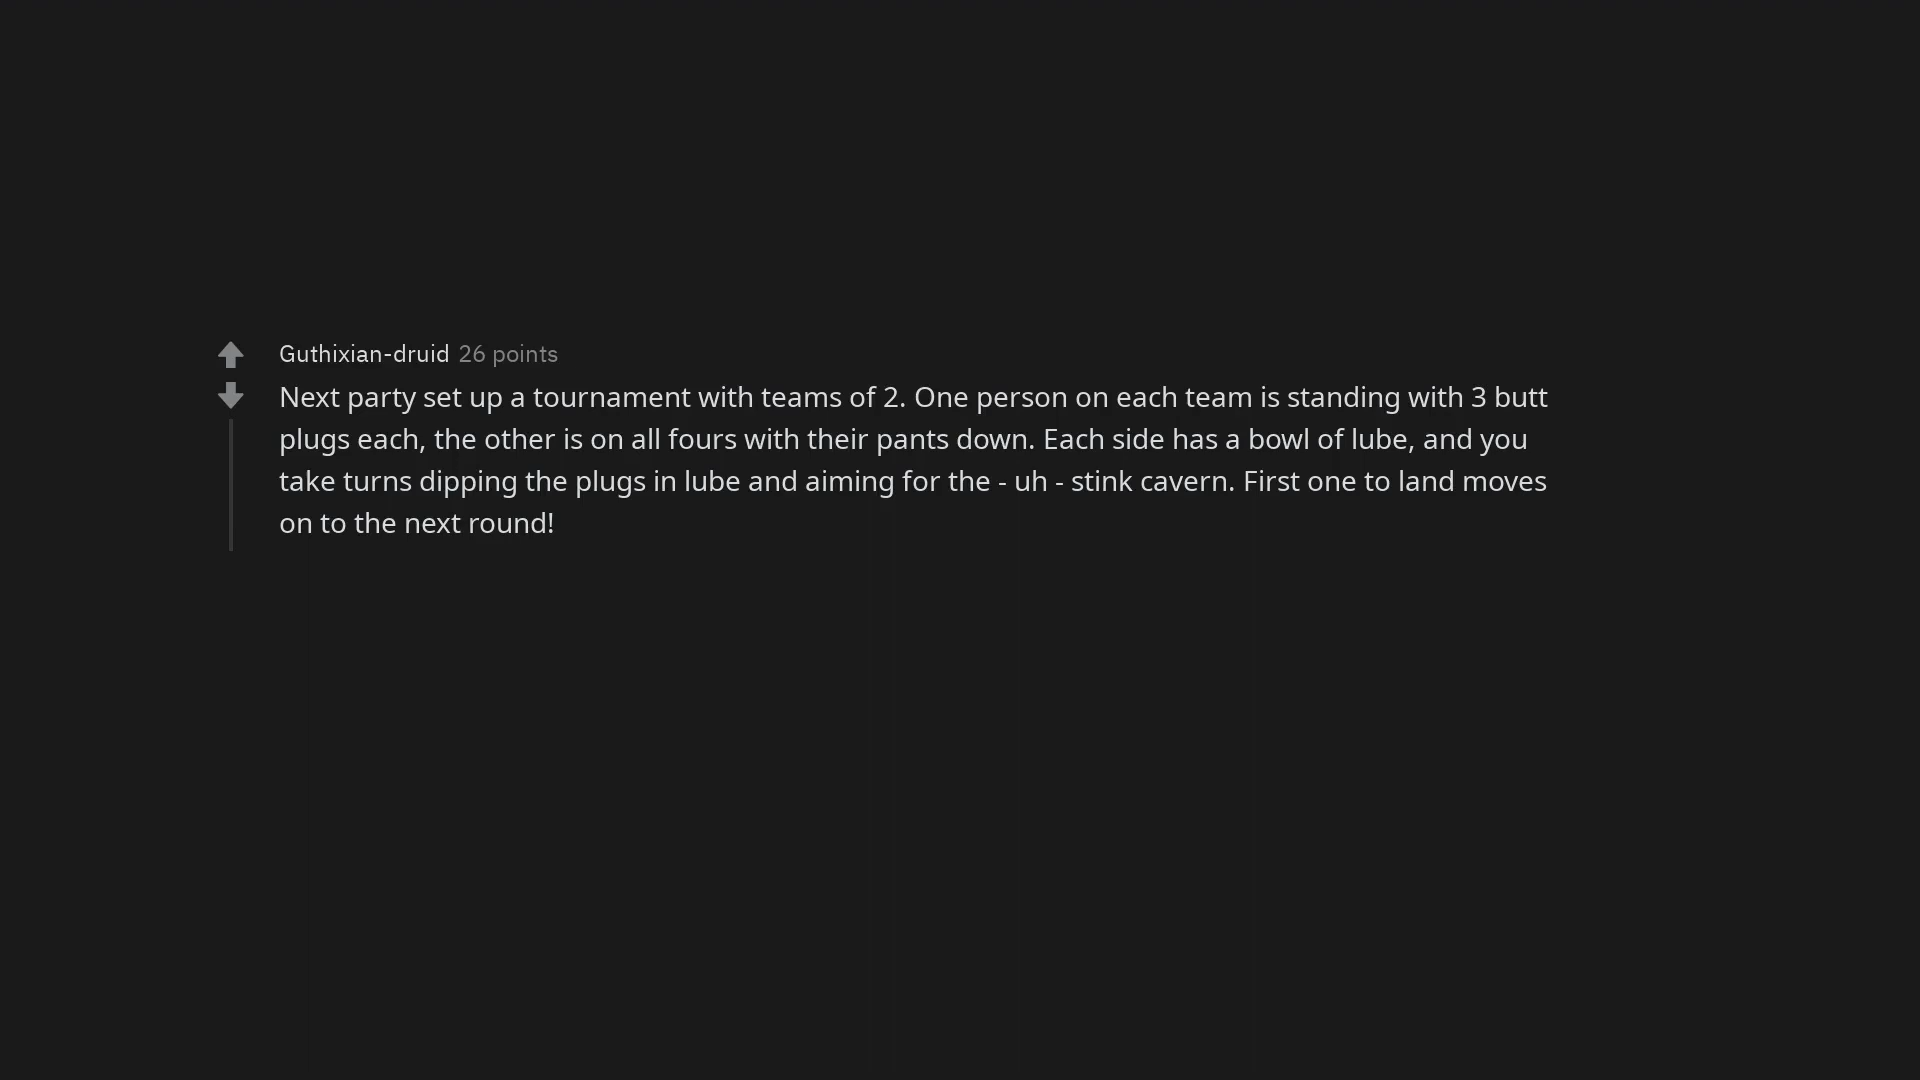 Guthixian-druid 26 points
Next party set up a tournament with teams of 2. One person on each team is standing with 3 butt
plugs each, the other is on all fours with their pants down. Each side has a bowl of lube, and you
take turns dipping the plugs in lube and aiming for the - uh - stink cavern. First one to land moves
on to the next round!